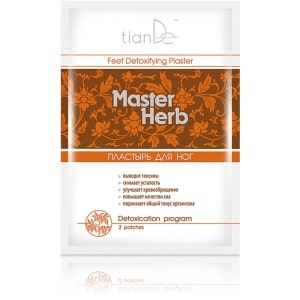 tianDe
Feet Detoxifying Plaster
Master
Herb
ПЛАСТЫРЬ ДЛЯ НОГ
•выводит токсины
•снимает усталость
•улучшает кровообращение
•повышает качество сна
•поднимает общий тонус организма
Detoxication program
2 patches